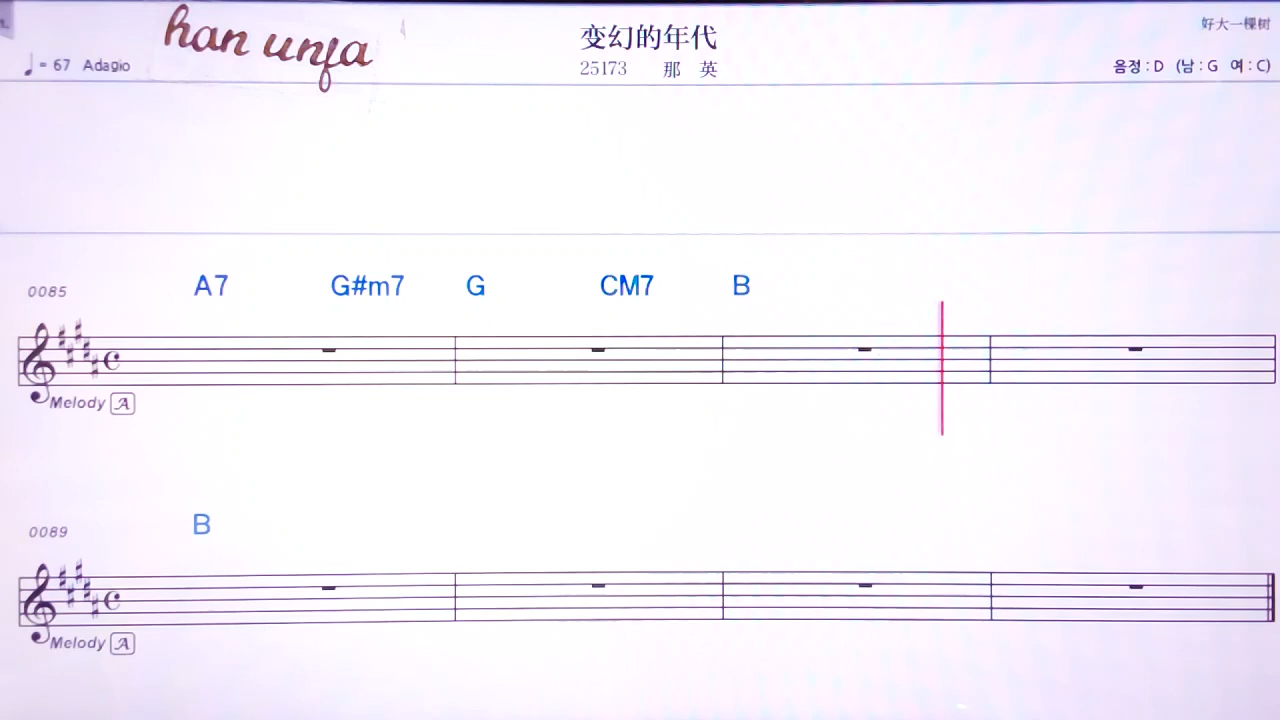 han unfa
变幻的年代
好大一棵树
♩ = 67 Adagio
25173 那 英
음정 : D (남 : G 여 : C)
A7 G#m7 G CM7 B
0085
Melody A
B
0089
Melody A